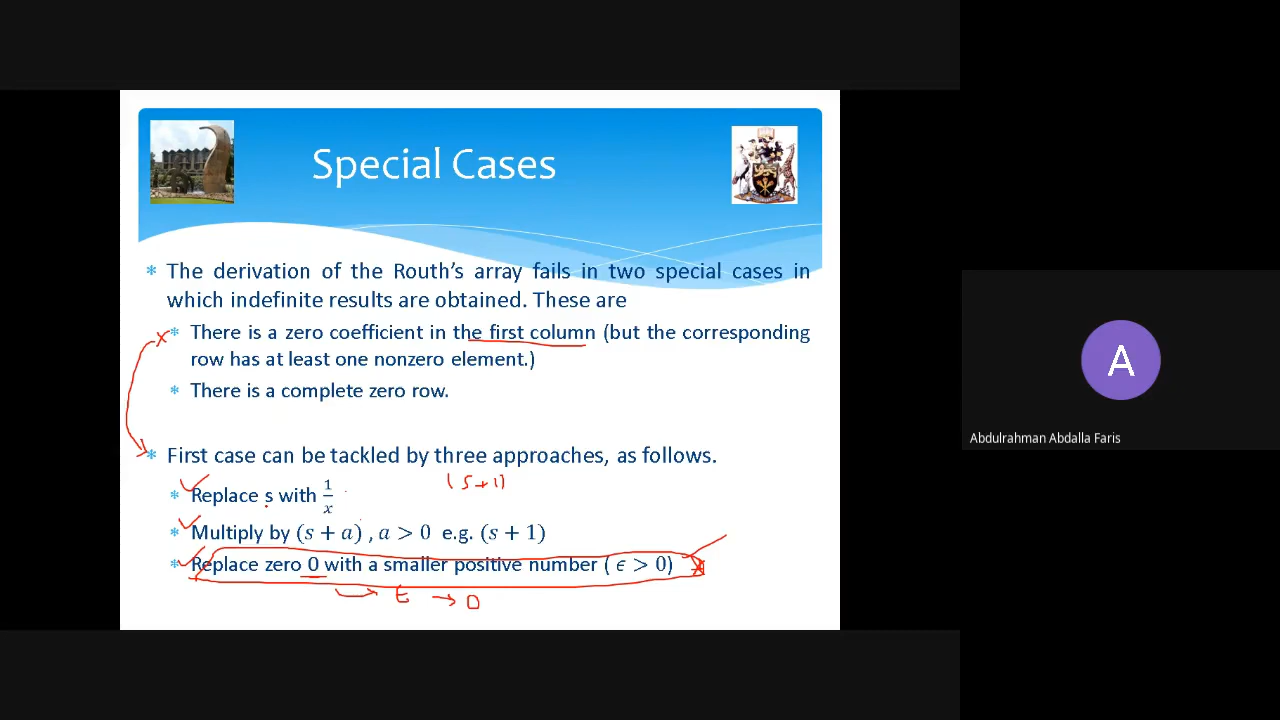 Special Cases
* The derivation of the Routh's array fails in two special cases in
which indefinite results are obtained. These are
* There is a zero coefficient in the first column (but the corresponding
row has at least one nonzero element.)
* There is a complete zero row.
* First case can be tackled by three approaches, as follows.
(s+1)
* Replace s with 1/x
* Multiply by (s + a) , a > 0 e.g. (s + 1)
* Replace zero 0 with a smaller positive number ( ϵ > 0)
ϵ → 0
A
Abdulrahman Abdalla Faris